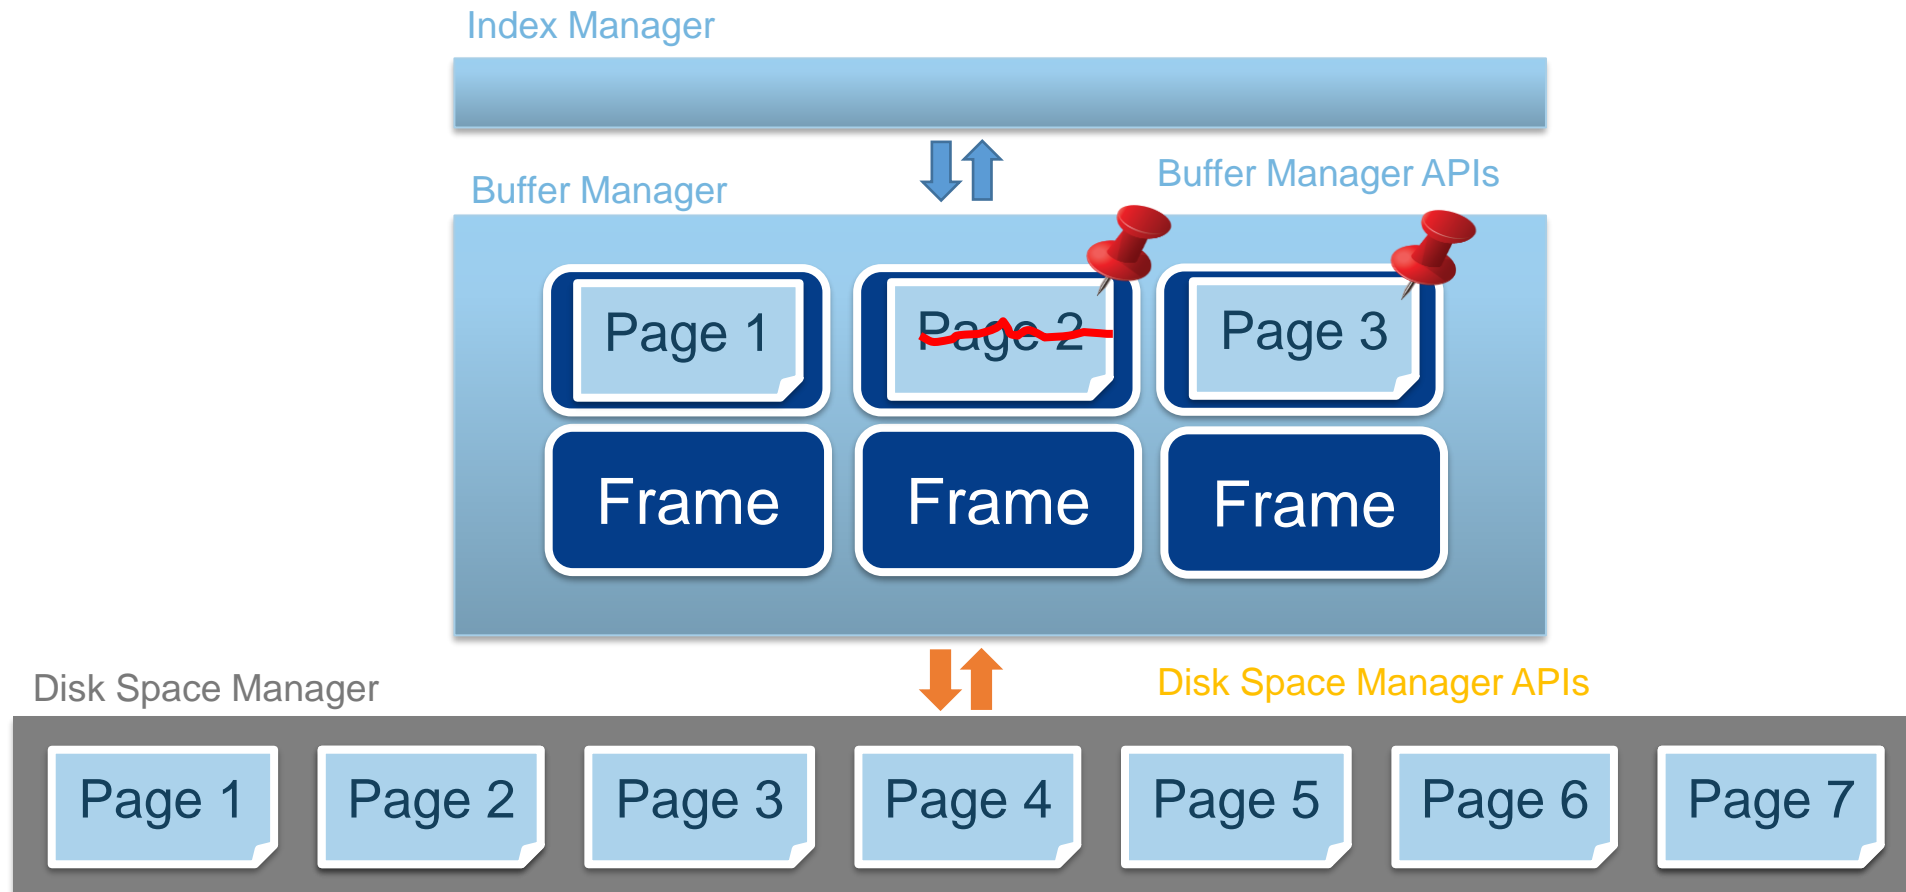 Index Manager
Buffer Manager
Buffer Manager APIs
Page 1
Page 2
Page 3
Frame
Frame
Frame
Disk Space Manager
Disk Space Manager APIs
Page 1
Page 2
Page 3
Page 4
Page 5
Page 6
Page 7